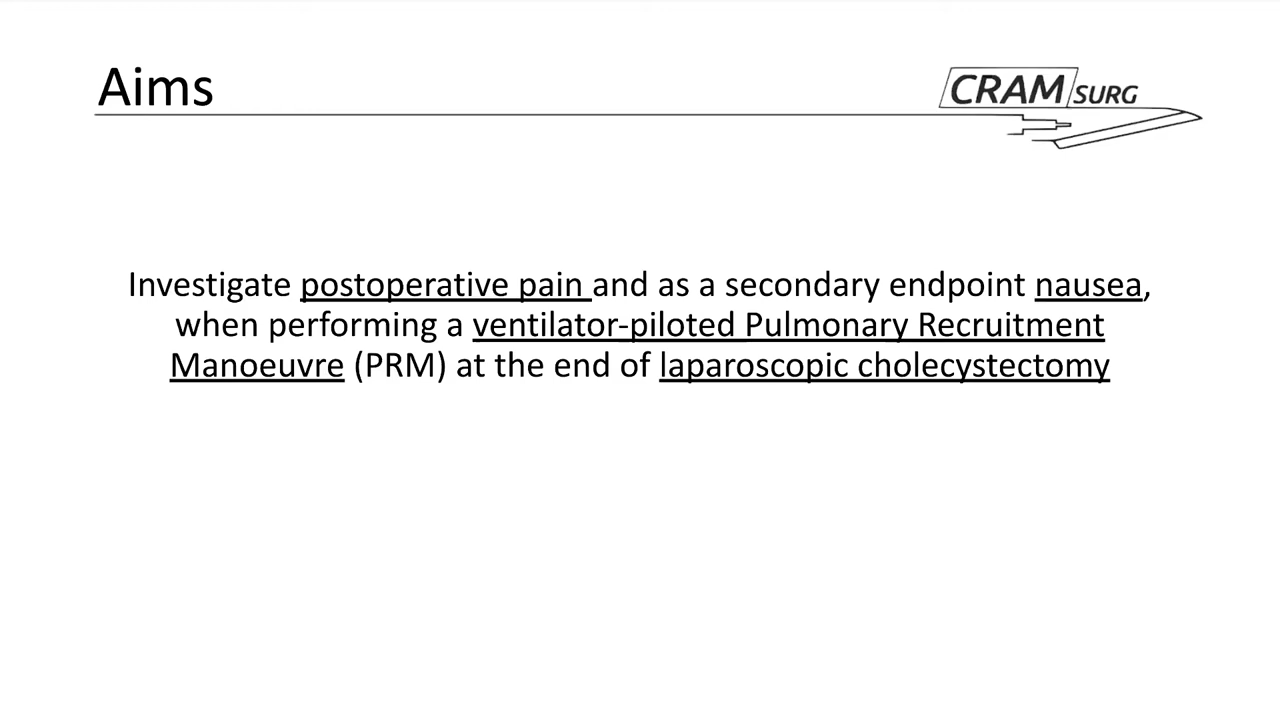 Aims
CRAM SURG
Investigate postoperative pain and as a secondary endpoint nausea,
when performing a ventilator-piloted Pulmonary Recruitment
Manoeuvre (PRM) at the end of laparoscopic cholecystectomy